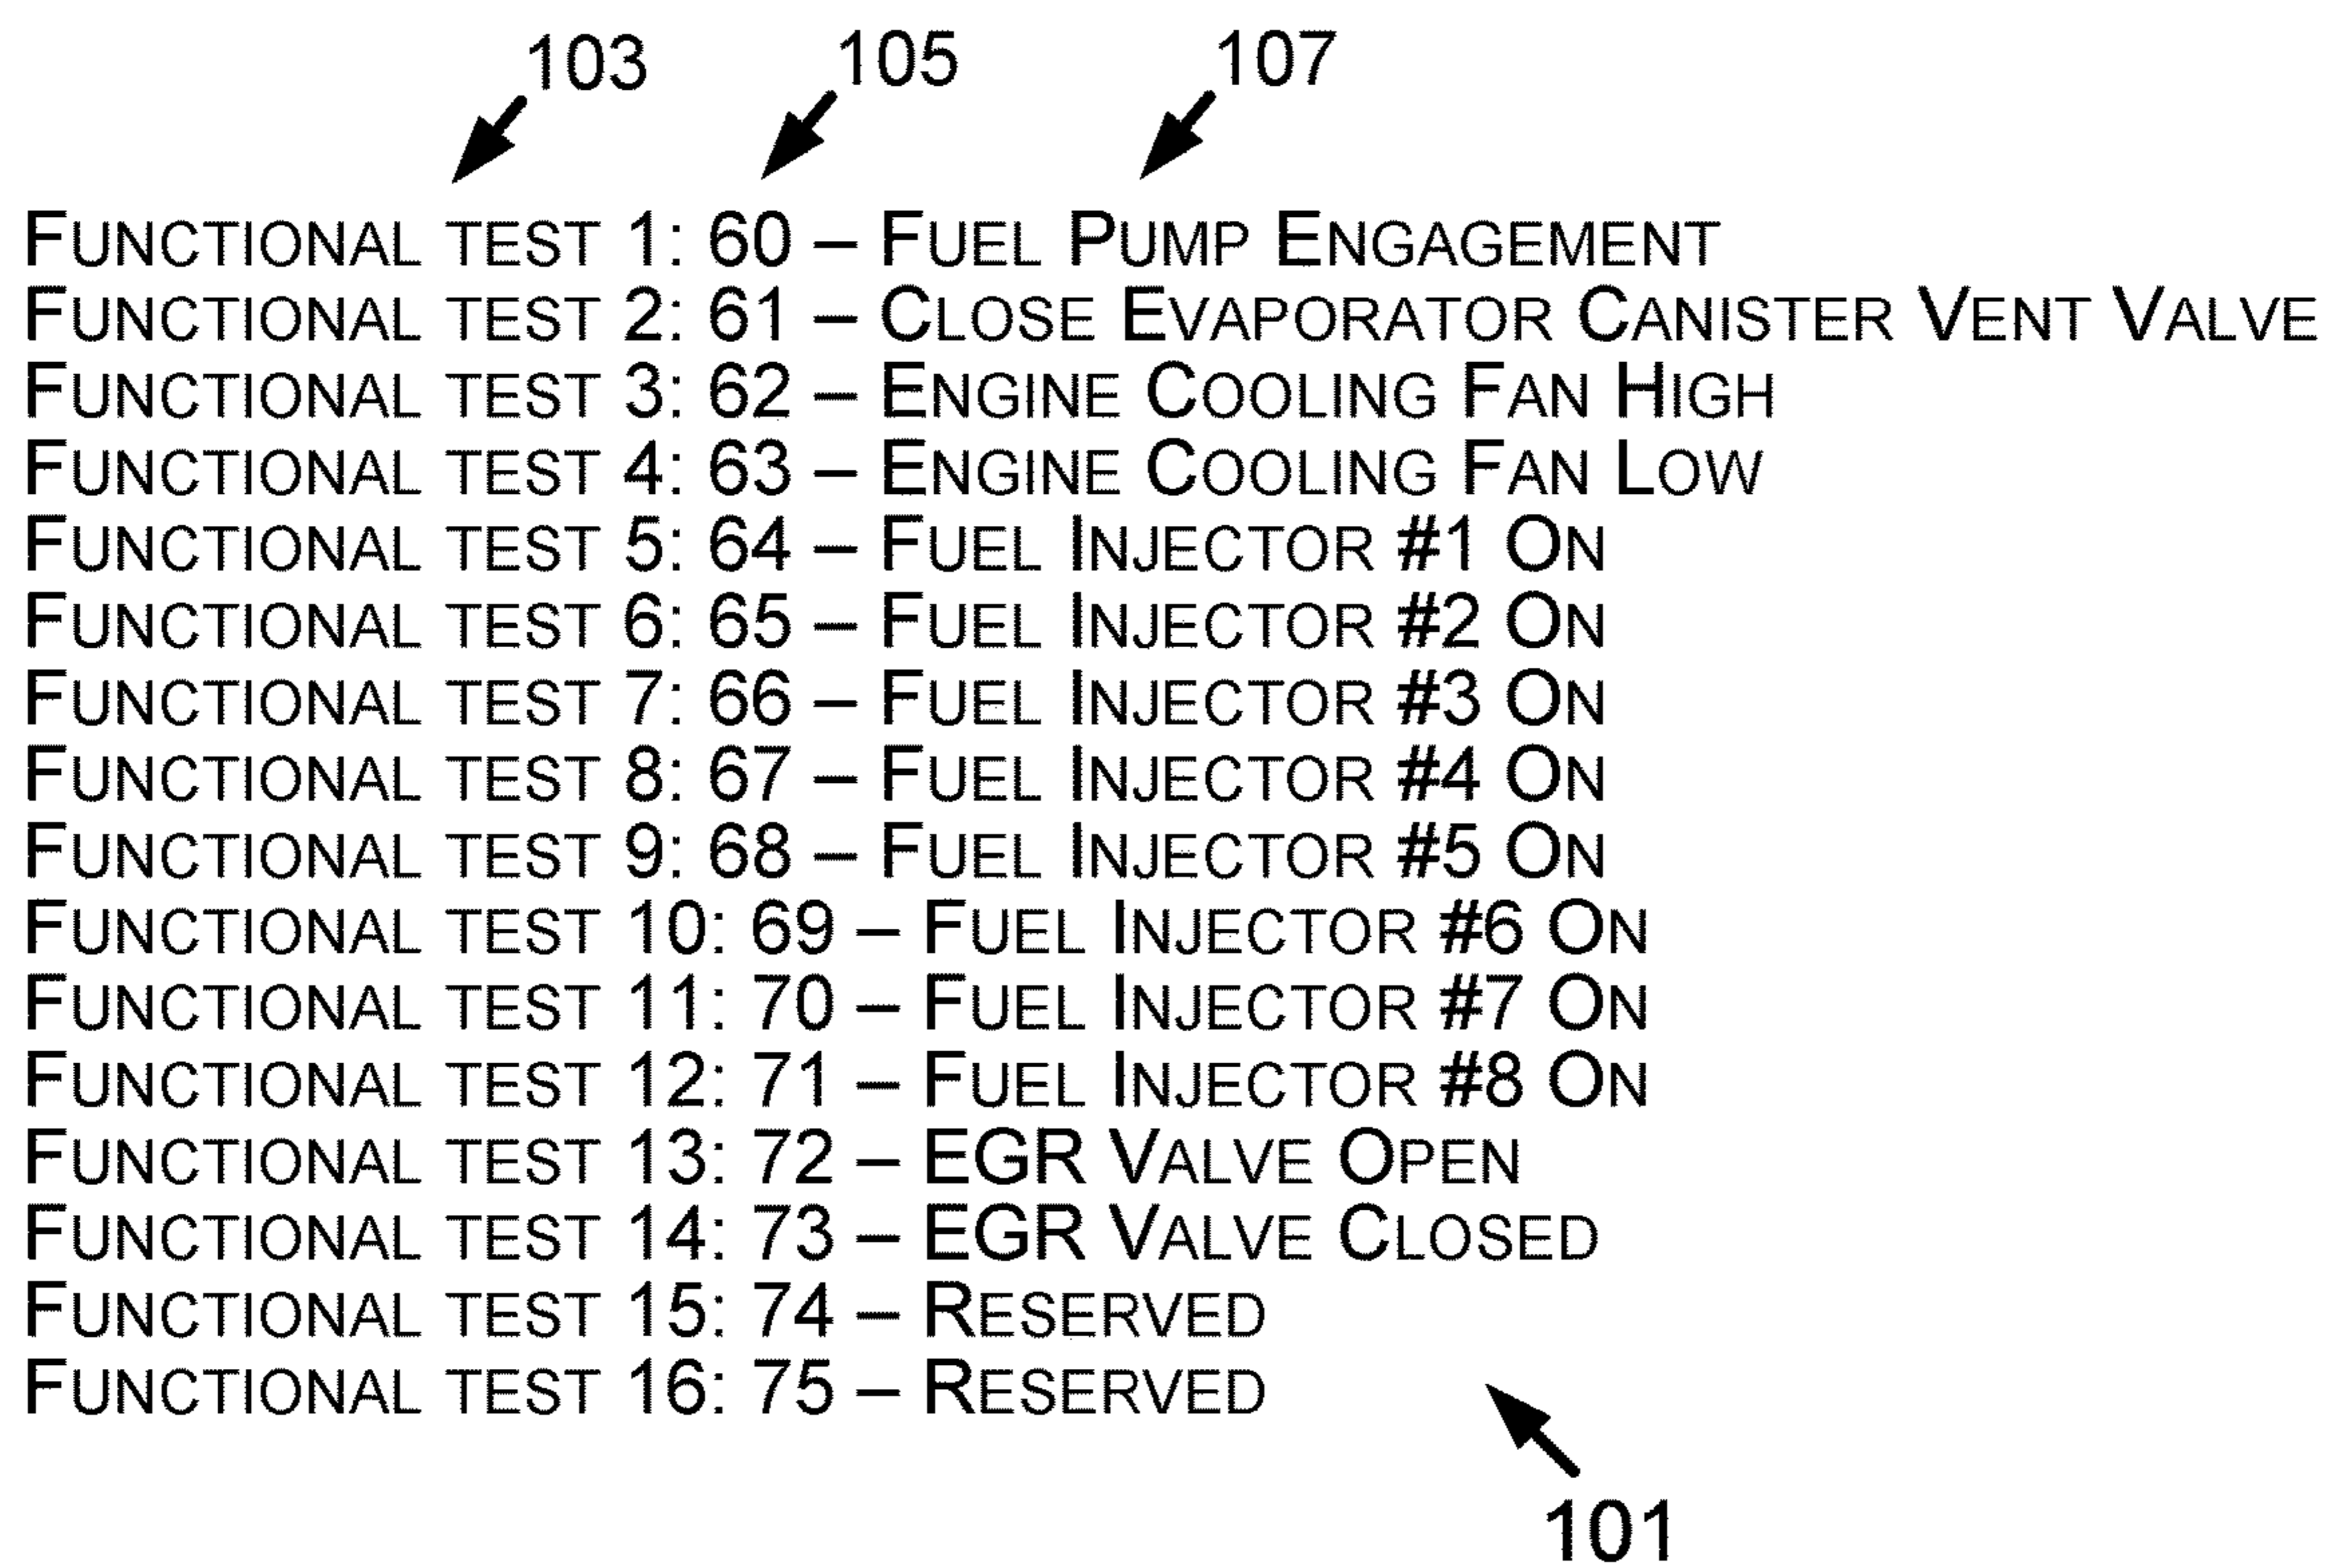 103 105 107
FUNCTIONAL TEST 1: 60 – FUEL PUMP ENGAGEMENT
FUNCTIONAL TEST 2: 61 – CLOSE EVAPORATOR CANISTER VENT VALVE
FUNCTIONAL TEST 3: 62 – ENGINE COOLING FAN HIGH
FUNCTIONAL TEST 4: 63 – ENGINE COOLING FAN LOW
FUNCTIONAL TEST 5: 64 – FUEL INJECTOR #1 ON
FUNCTIONAL TEST 6: 65 – FUEL INJECTOR #2 ON
FUNCTIONAL TEST 7: 66 – FUEL INJECTOR #3 ON
FUNCTIONAL TEST 8: 67 – FUEL INJECTOR #4 ON
FUNCTIONAL TEST 9: 68 – FUEL INJECTOR #5 ON
FUNCTIONAL TEST 10: 69 – FUEL INJECTOR #6 ON
FUNCTIONAL TEST 11: 70 – FUEL INJECTOR #7 ON
FUNCTIONAL TEST 12: 71 – FUEL INJECTOR #8 ON
FUNCTIONAL TEST 13: 72 – EGR VALVE OPEN
FUNCTIONAL TEST 14: 73 – EGR VALVE CLOSED
FUNCTIONAL TEST 15: 74 – RESERVED
FUNCTIONAL TEST 16: 75 – RESERVED
101